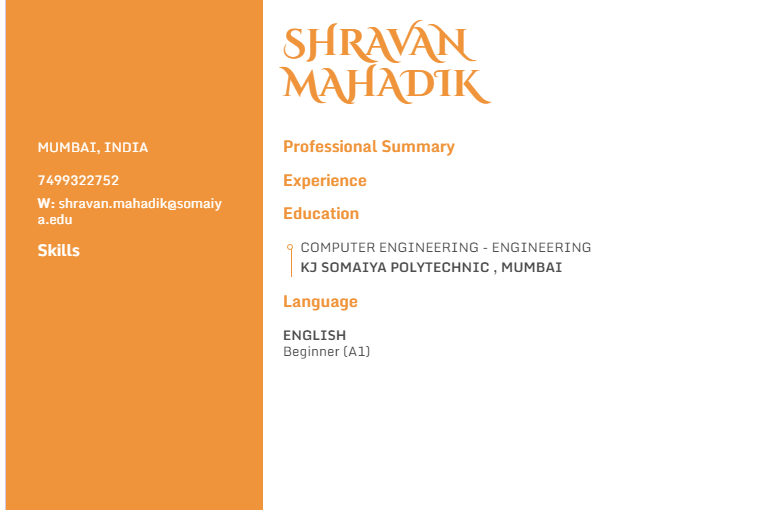 SHRAVAN
MAHADIK
MUMBAI, INDIA
7499322752
W: shravan.mahadik@somaiy
a.edu
Skills
Professional Summary
Experience
Education
COMPUTER ENGINEERING - ENGINEERING
KJ SOMAIYA POLYTECHNIC , MUMBAI
Language
ENGLISH
Beginner (A1)